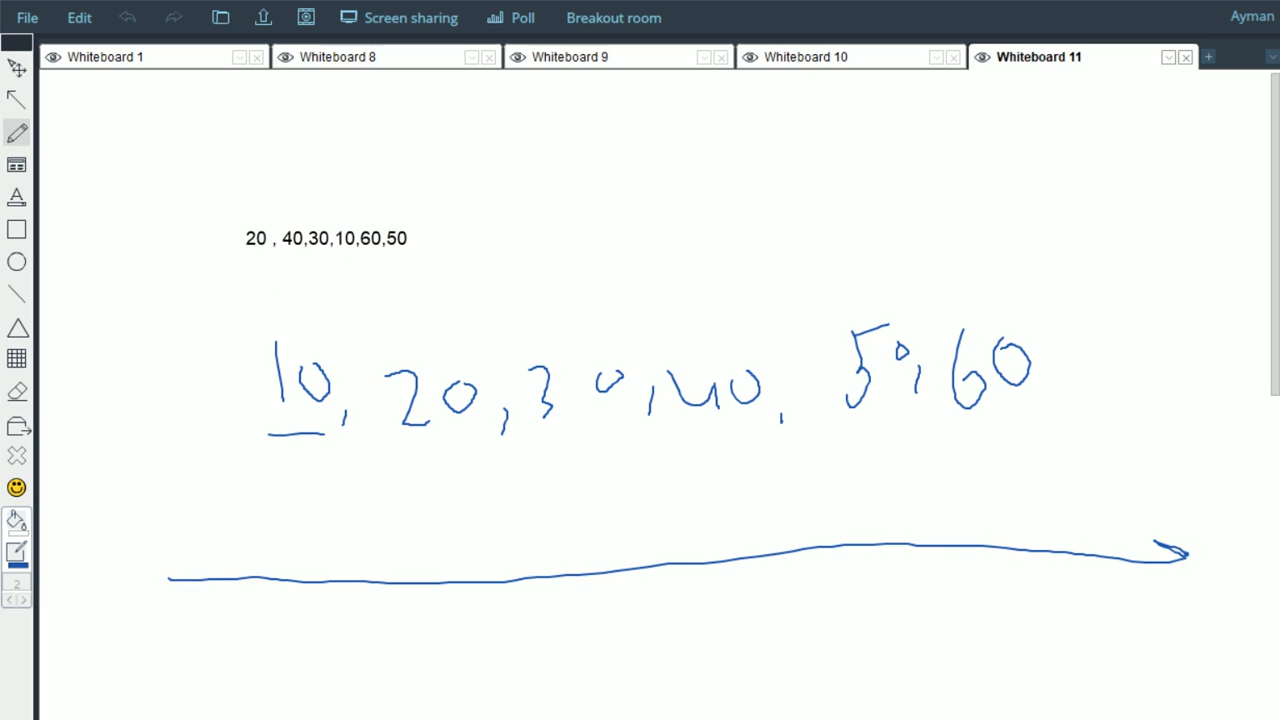 File Edit Screen sharing Poll Breakout room Ayman
Whiteboard 1 Whiteboard 8 Whiteboard 9 Whiteboard 10 Whiteboard 11
20 , 40,30,10,60,50
10, 20, 30, 40, 50, 60
2